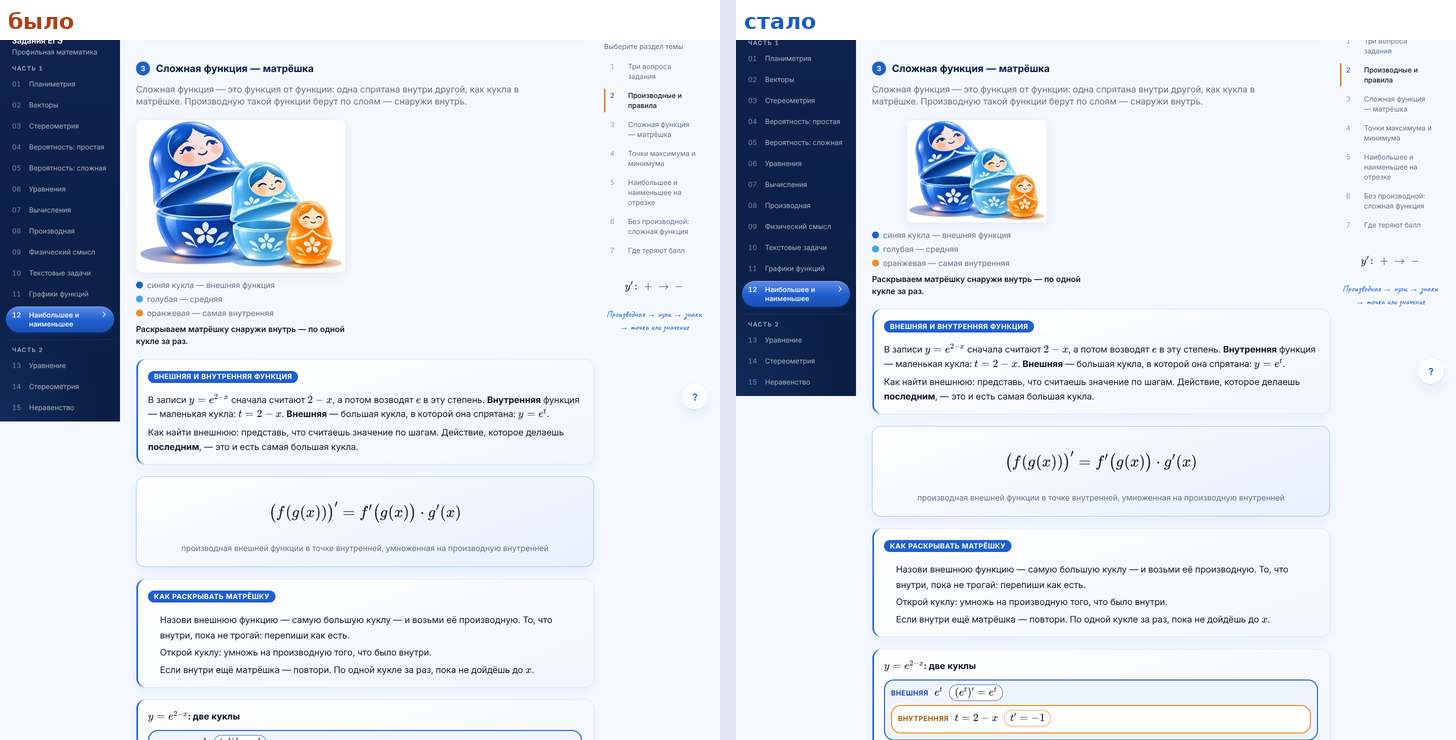 было
Задания ЕГЭ
Профильная математика
ЧАСТЬ 1
01 Планиметрия
02 Векторы
03 Стереометрия
04 Вероятность: простая
05 Вероятность: сложная
06 Уравнения
07 Вычисления
08 Производная
09 Физический смысл
10 Текстовые задачи
11 Графики функций
12 Наибольшее и
наименьшее
ЧАСТЬ 2
13 Уравнение
14 Стереометрия
15 Неравенство
3 Сложная функция — матрёшка
Сложная функция — это функция от функции: одна спрятана внутри другой, как кукла в
матрёшке. Производную такой функции берут по слоям — снаружи внутрь.
синяя кукла — внешняя функция
голубая — средняя
оранжевая — самая внутренняя
Раскрываем матрёшку снаружи внутрь — по одной
кукле за раз.
ВНЕШНЯЯ И ВНУТРЕННЯЯ ФУНКЦИЯ
В записи y = e^{2−x} сначала считают 2 − x, а потом возводят e в эту степень. Внутренняя функция
— маленькая кукла: t = 2 − x. Внешняя — большая кукла, в которой она спрятана: y = e^t.
Как найти внешнюю: представь, что считаешь значение по шагам. Действие, которое делаешь
последним, — это и есть самая большая кукла.
(f(g(x)))′ = f′(g(x)) · g′(x)
производная внешней функции в точке внутренней, умноженная на производную внутренней
КАК РАСКРЫВАТЬ МАТРЁШКУ
Назови внешнюю функцию — самую большую куклу — и возьми её производную. То, что
внутри, пока не трогай: перепиши как есть.
Открой куклу: умножь на производную того, что было внутри.
Если внутри ещё матрёшка — повтори. По одной кукле за раз, пока не дойдёшь до x.
y = e^{2−x}: две куклы
Выберите раздел темы
1 Три вопроса
задания
2 Производные и
правила
3 Сложная функция
— матрёшка
4 Точки максимума и
минимума
5 Наибольшее и
наименьшее на
отрезке
6 Без производной:
сложная функция
7 Где теряют балл
y′: + → −
Производная → нули → знаки
→ точки или значение
?
стало
ЧАСТЬ 1
01 Планиметрия
02 Векторы
03 Стереометрия
04 Вероятность: простая
05 Вероятность: сложная
06 Уравнения
07 Вычисления
08 Производная
09 Физический смысл
10 Текстовые задачи
11 Графики функций
12 Наибольшее и
наименьшее
ЧАСТЬ 2
13 Уравнение
14 Стереометрия
15 Неравенство
3 Сложная функция — матрёшка
Сложная функция — это функция от функции: одна спрятана внутри другой, как кукла в
матрёшке. Производную такой функции берут по слоям — снаружи внутрь.
синяя кукла — внешняя функция
голубая — средняя
оранжевая — самая внутренняя
Раскрываем матрёшку снаружи внутрь — по одной
кукле за раз.
ВНЕШНЯЯ И ВНУТРЕННЯЯ ФУНКЦИЯ
В записи y = e^{2−x} сначала считают 2 − x, а потом возводят e в эту степень. Внутренняя функция
— маленькая кукла: t = 2 − x. Внешняя — большая кукла, в которой она спрятана: y = e^t.
Как найти внешнюю: представь, что считаешь значение по шагам. Действие, которое делаешь
последним, — это и есть самая большая кукла.
(f(g(x)))′ = f′(g(x)) · g′(x)
производная внешней функции в точке внутренней, умноженная на производную внутренней
КАК РАСКРЫВАТЬ МАТРЁШКУ
Назови внешнюю функцию — самую большую куклу — и возьми её производную. То, что
внутри, пока не трогай: перепиши как есть.
Открой куклу: умножь на производную того, что было внутри.
Если внутри ещё матрёшка — повтори. По одной кукле за раз, пока не дойдёшь до x.
y = e^{2−x}: две куклы
ВНЕШНЯЯ e^t (e^t)′ = e^t
ВНУТРЕННЯЯ t = 2 − x t′ = −1
1 Три вопроса
задания
2 Производные и
правила
3 Сложная функция
— матрёшка
4 Точки максимума и
минимума
5 Наибольшее и
наименьшее на
отрезке
6 Без производной:
сложная функция
7 Где теряют балл
y′: + → −
Производная → нули → знаки
→ точки или значение
?